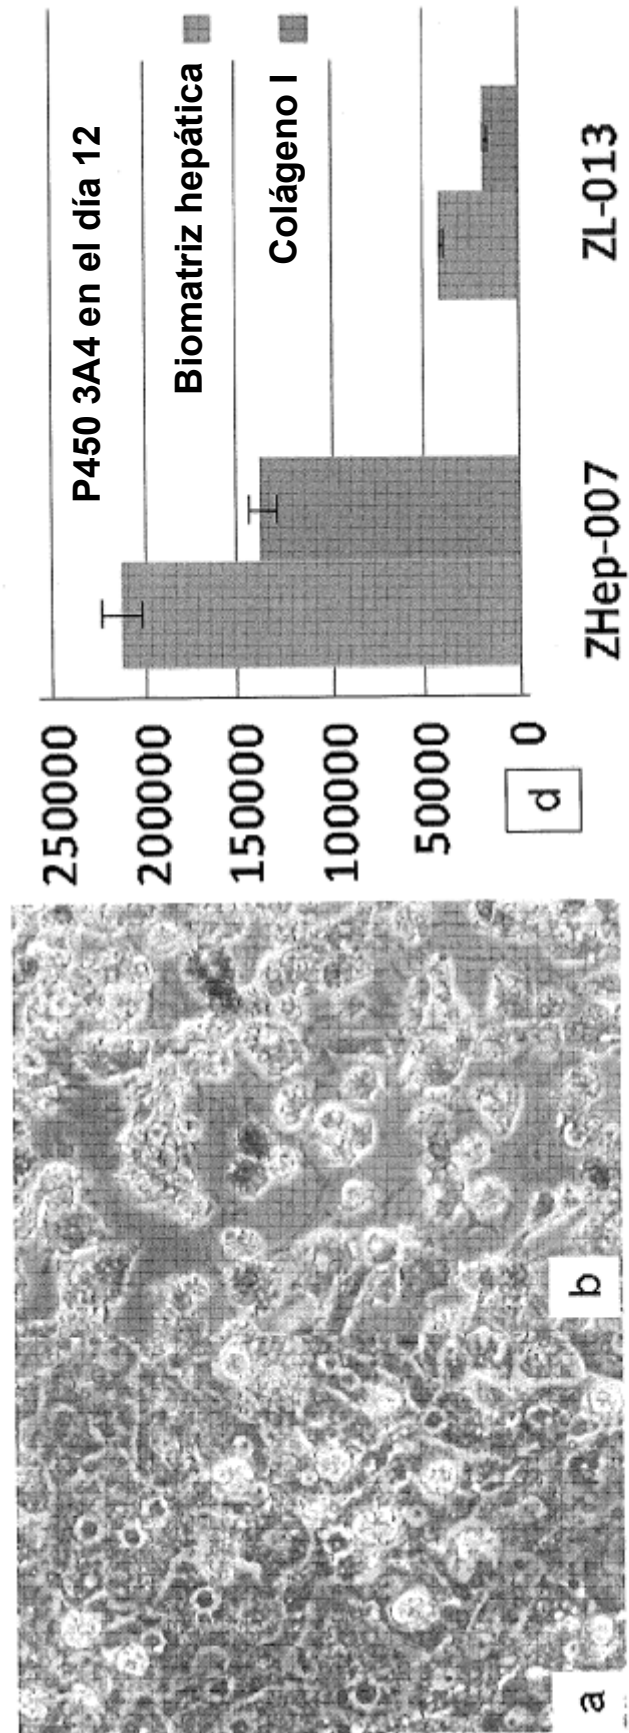 P450 3A4 en el día 12
Biomatriz hepática
Colágeno I
250000
200000
150000
100000
50000
0
ZHep-007
ZL-013
a
b
d